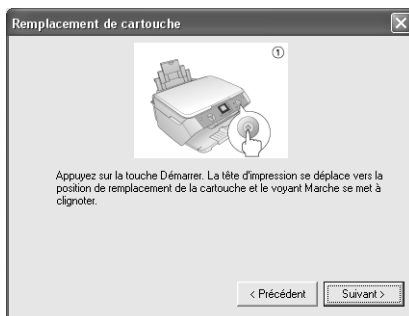 Remplacement de cartouche
①
Appuyez sur la touche Démarrer. La tête d'impression se déplace vers la
position de remplacement de la cartouche et le voyant Marche se met à
clignoter.
< Précédent
Suivant >